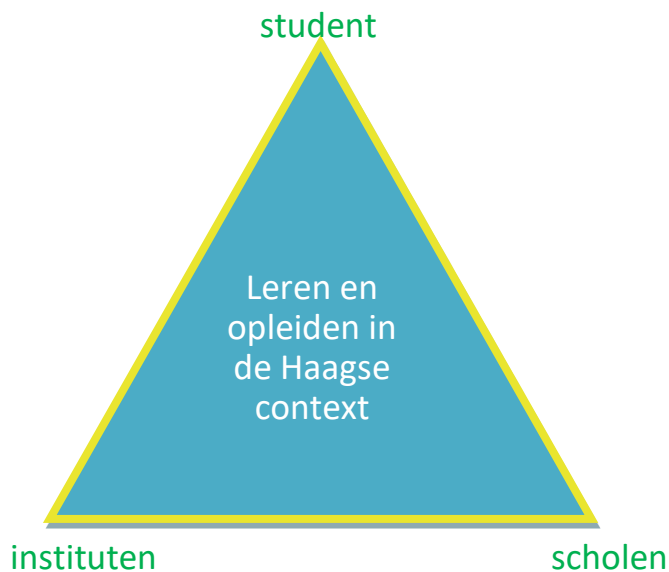 student
Leren en
opleiden in
de Haagse
context
instituten
scholen